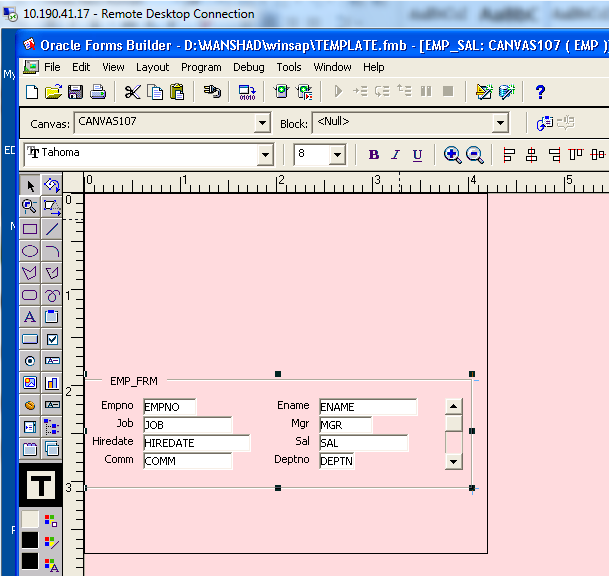 10.190.41.17 - Remote Desktop Connection
Oracle Forms Builder - D:\MANSHAD\winsap\TEMPLATE.fmb - [EMP_SAL: CANVAS107 ( EMP )]
My
File Edit View Layout Program Debug Tools Window Help
Canvas: CANVAS107 Block: <Null>
ED
Tahoma 8 B I U
0 1 2 3 4 5
0
1
2
3
EMP_FRM
Empno EMPNO Ename ENAME
Job JOB Mgr MGR
Hiredate HIREDATE Sal SAL
Comm COMM Deptno DEPTN
T